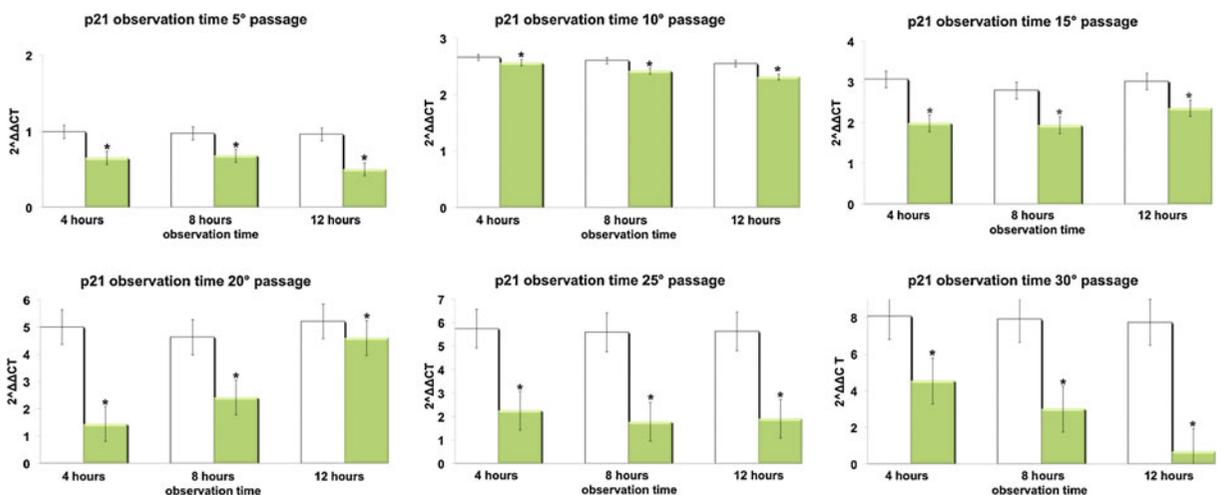 p21 observation time 5° passage
2^ΔΔCT
2
1
0
*
*
*
4 hours
8 hours
12 hours
observation time
p21 observation time 10° passage
2^ΔΔCT
3
2
1
0
*
*
*
4 hours
8 hours
12 hours
observation time
p21 observation time 15° passage
2^ΔΔCT
4
3
2
1
0
*
*
*
4 hours
8 hours
12 hours
observation time
p21 observation time 20° passage
2^ΔΔCT
6
5
4
3
2
1
0
*
*
*
4 hours
8 hours
12 hours
observation time
p21 observation time 25° passage
2^ΔΔCT
7
6
5
4
3
2
1
0
*
*
*
4 hours
8 hours
12 hours
observation time
p21 observation time 30° passage
2^ΔΔC T
8
6
4
2
0
*
*
*
4 hours
8 hours
12 hours
observation time